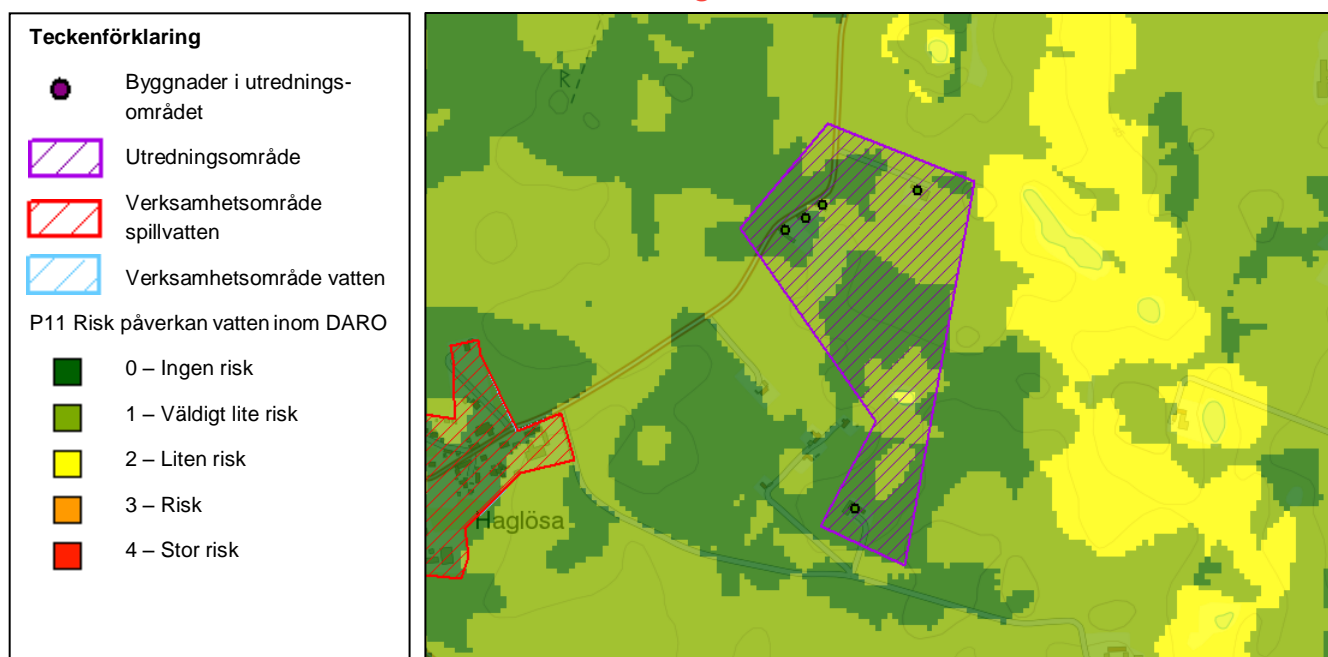 Teckenförklaring
Byggnader i utrednings-
området
Utredningsområde
Verksamhetsområde
spillvatten
Verksamhetsområde vatten
P11 Risk påverkan vatten inom DARO
0 – Ingen risk
1 – Väldigt lite risk
2 – Liten risk
3 – Risk
4 – Stor risk
R
Haglösa